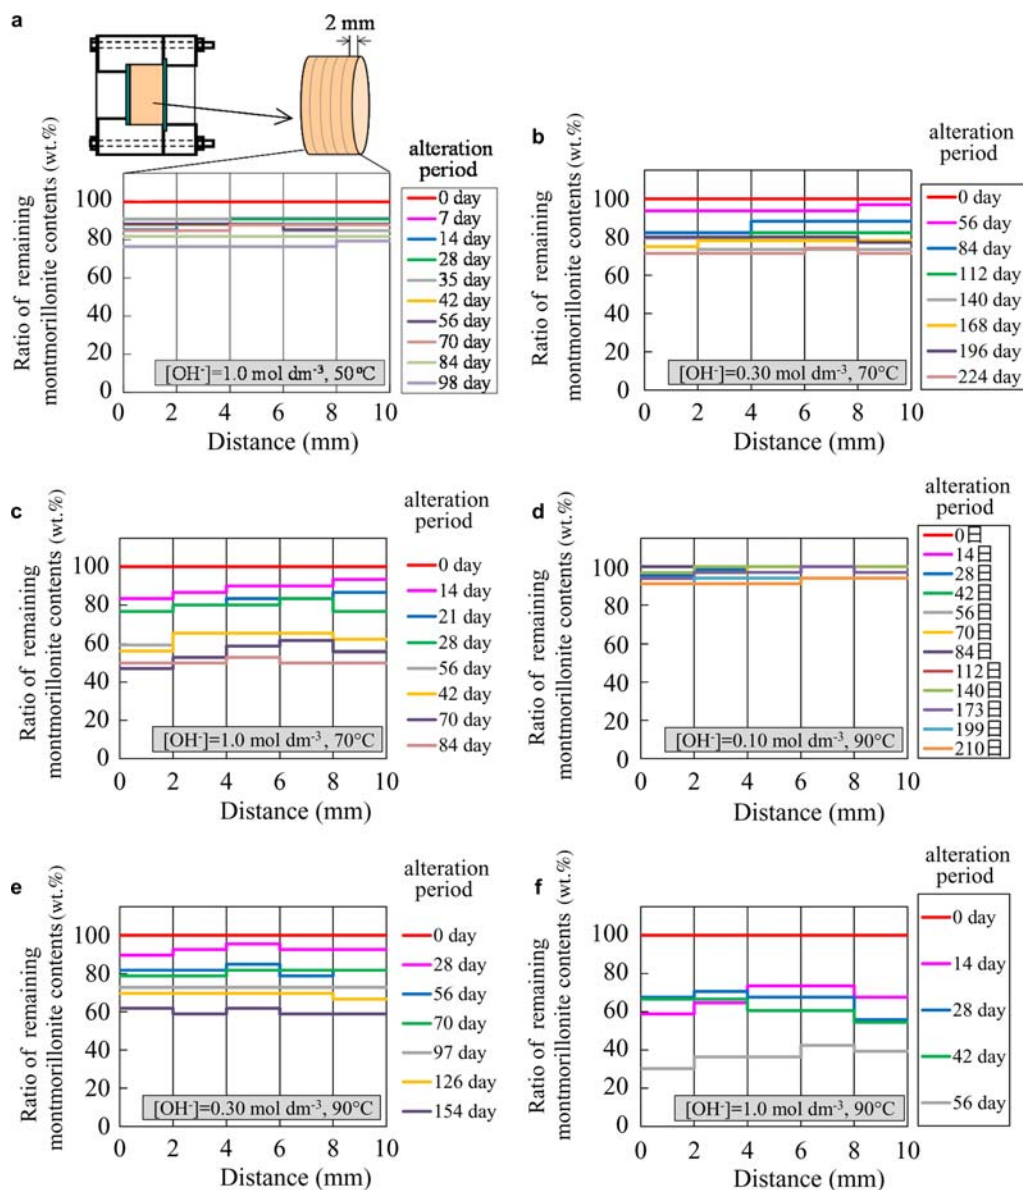 a
2 mm
alteration
period
Ratio of remaining
montmorillonite contents (wt.%)
100
80
60
40
20
0
0 day
7 day
14 day
28 day
35 day
42 day
56 day
70 day
84 day
98 day
[OH-]=1.0 mol dm-3, 50°C
0 2 4 6 8 10
Distance (mm)
b
alteration
period
Ratio of remaining
montmorillonite contents (wt.%)
100
80
60
40
20
0
0 day
56 day
84 day
112 day
140 day
168 day
196 day
224 day
[OH-]=0.30 mol dm-3, 70°C
0 2 4 6 8 10
Distance (mm)
c
alteration
period
Ratio of remaining
montmorillonite contents (wt.%)
100
80
60
40
20
0
0 day
14 day
21 day
28 day
56 day
42 day
70 day
84 day
[OH-]=1.0 mol dm-3, 70°C
0 2 4 6 8 10
Distance (mm)
d
alteration
period
Ratio of remaining
montmorillonite contents (wt.%)
100
80
60
40
20
0
0日
14日
28日
42日
56日
70日
84日
112日
140日
173日
199日
210日
[OH-]=0.10 mol dm-3, 90°C
0 2 4 6 8 10
Distance (mm)
e
alteration
period
Ratio of remaining
montmorillonite contents (wt.%)
100
80
60
40
20
0
0 day
28 day
56 day
70 day
97 day
126 day
154 day
[OH-]=0.30 mol dm-3, 90°C
0 2 4 6 8 10
Distance (mm)
f
alteration
period
Ratio of remaining
montmorillonite contents (wt.%)
100
80
60
40
20
0
0 day
14 day
28 day
42 day
56 day
[OH-]=1.0 mol dm-3, 90°C
0 2 4 6 8 10
Distance (mm)